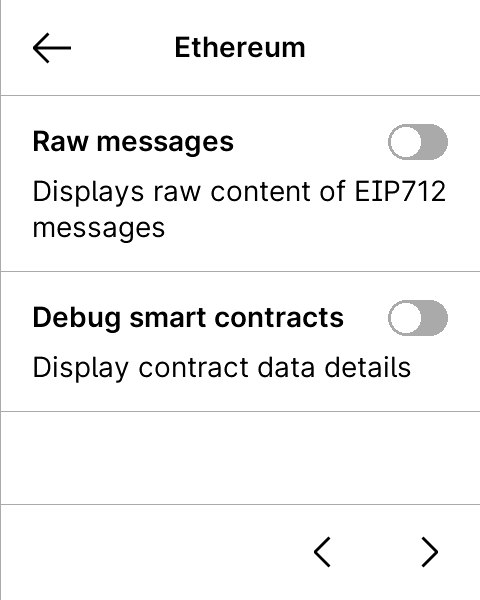 Ethereum
Raw messages
Displays raw content of EIP712
messages
Debug smart contracts
Display contract data details